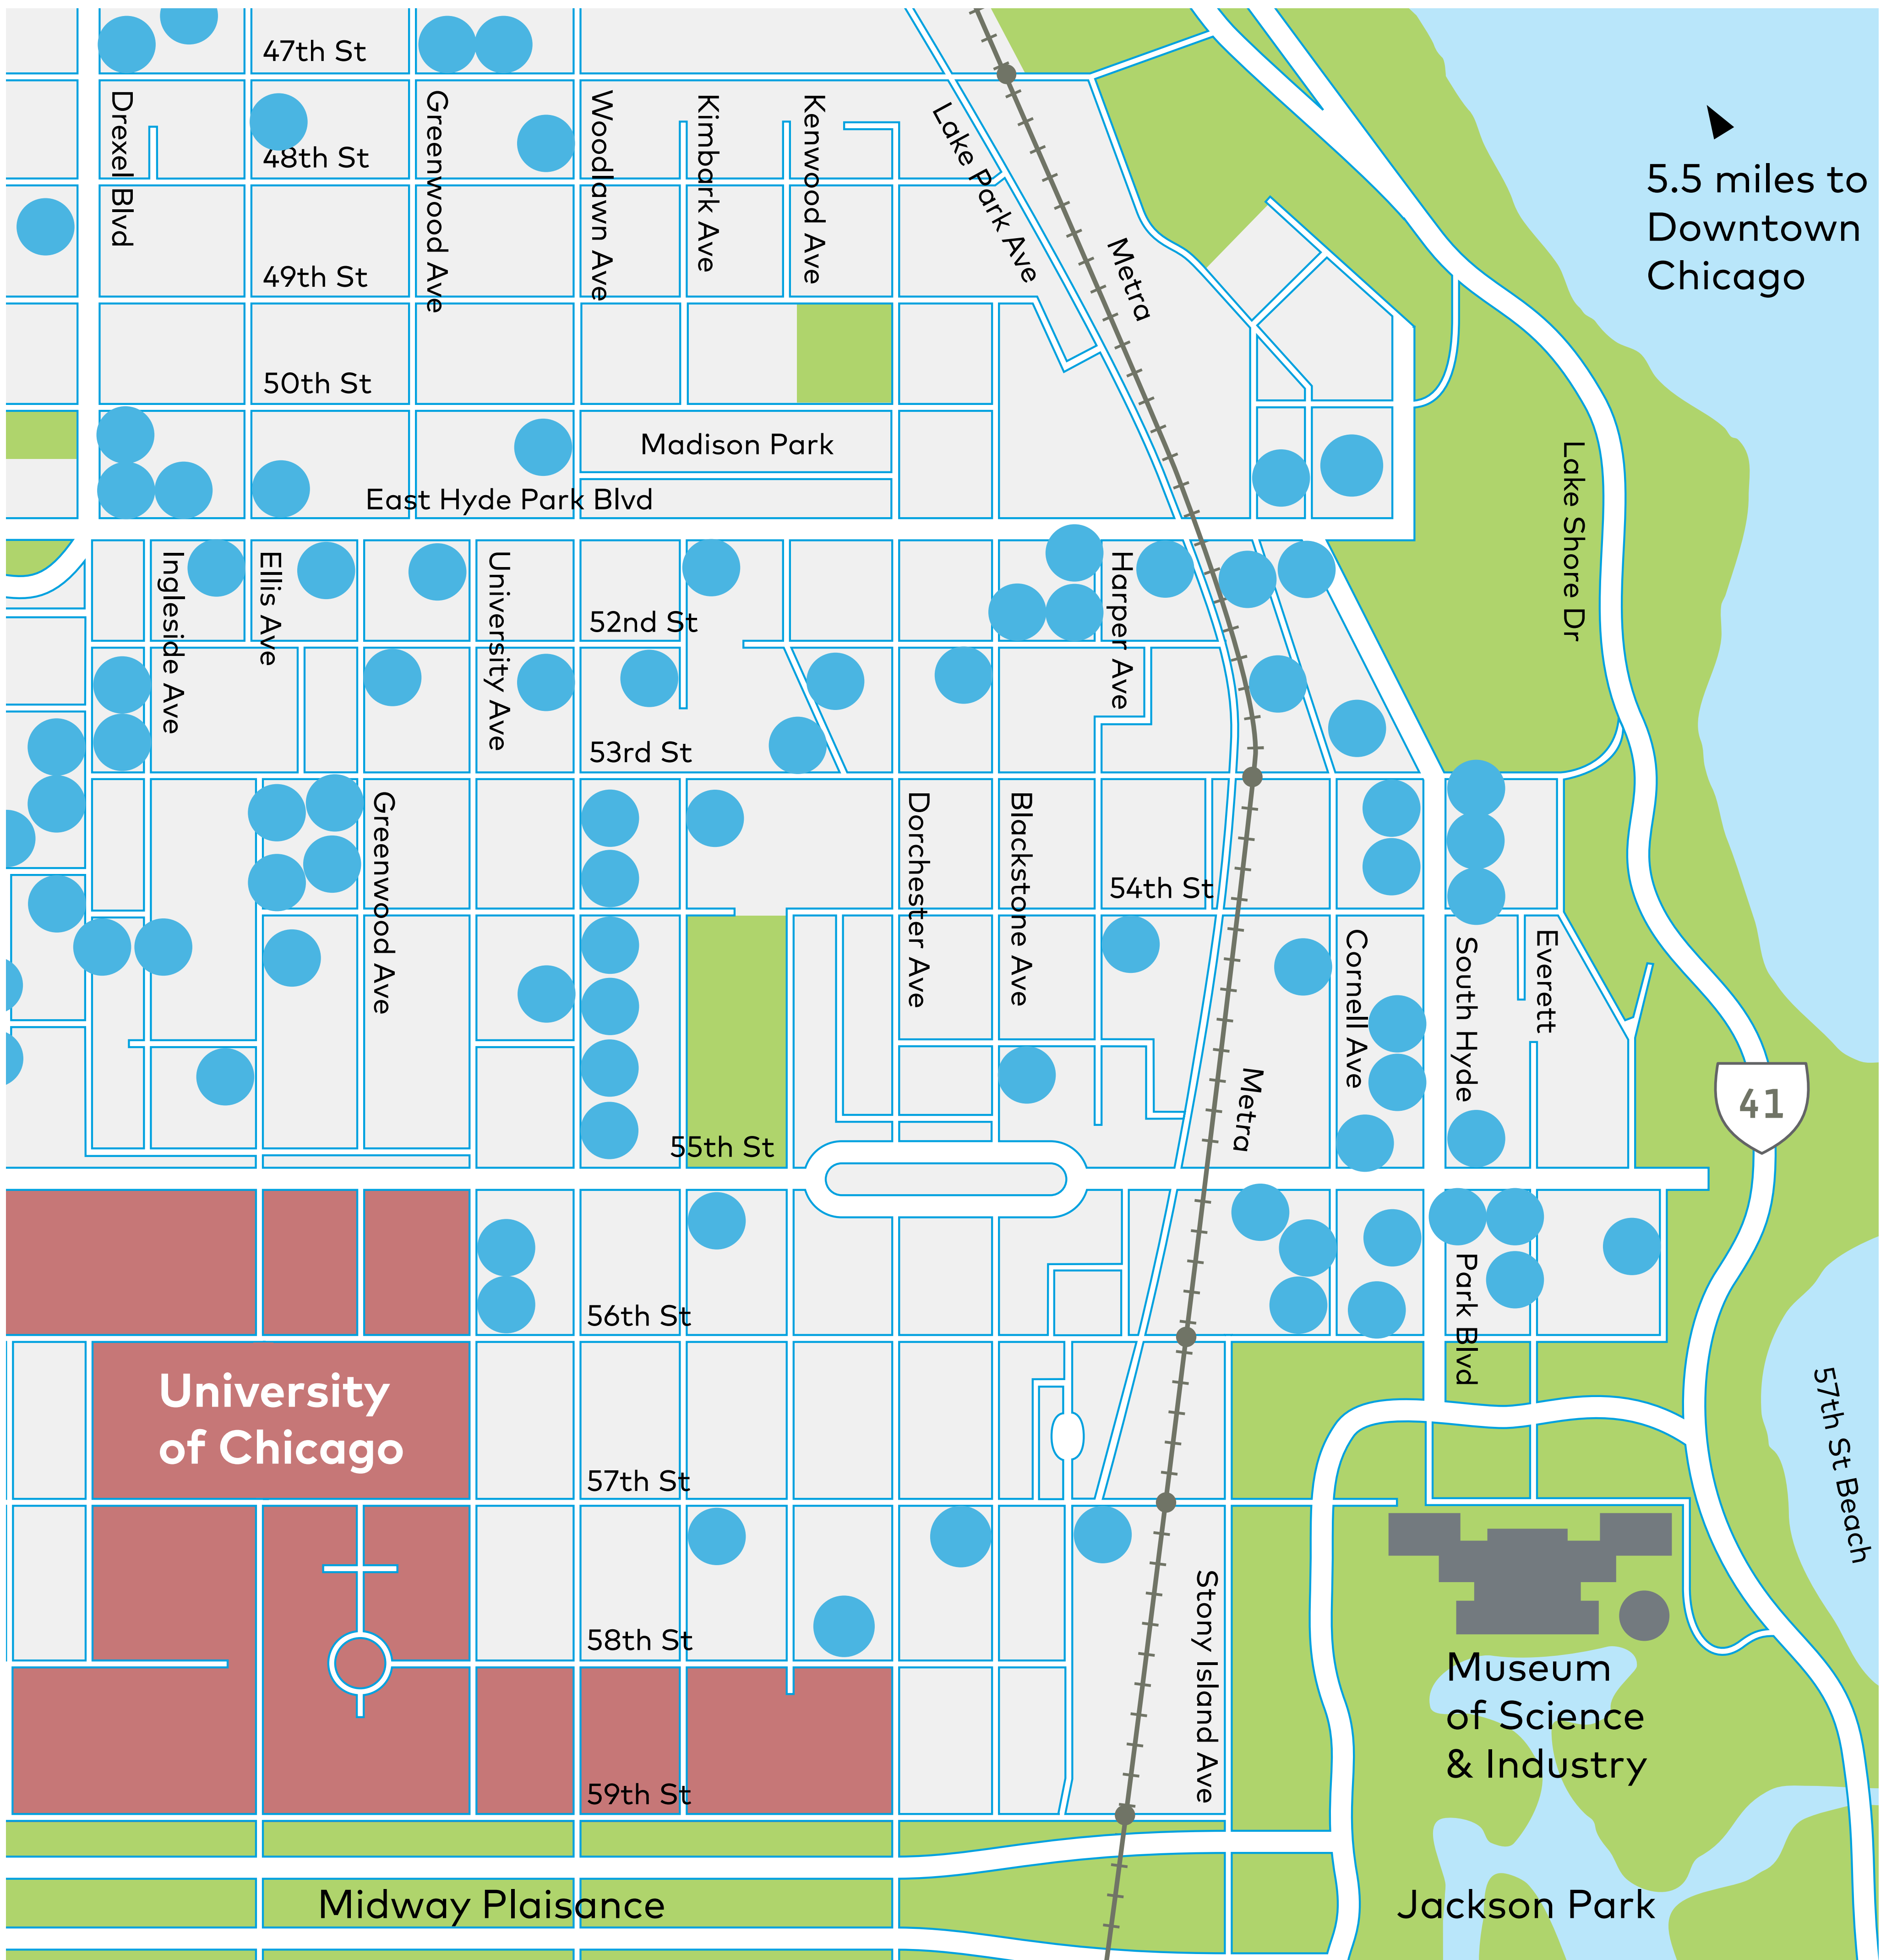 47th St
Drexel Blvd
48th St
Greenwood Ave
Woodlawn Ave
Kimbark Ave
Kenwood Ave
Lake Park Ave
5.5 miles to
Downtown
Chicago
49th St
Metra
50th St
Madison Park
East Hyde Park Blvd
Lake Shore Dr
Ingleside Ave
Ellis Ave
University Ave
52nd St
Harper Ave
53rd St
Greenwood Ave
Dorchester Ave
Blackstone Ave
54th St
Cornell Ave
South Hyde
Park Blvd
Everett
Metra
41
55th St
56th St
University
of Chicago
57th St Beach
57th St
Stony Island Ave
58th St
Museum
of Science
& Industry
59th St
Midway Plaisance
Jackson Park